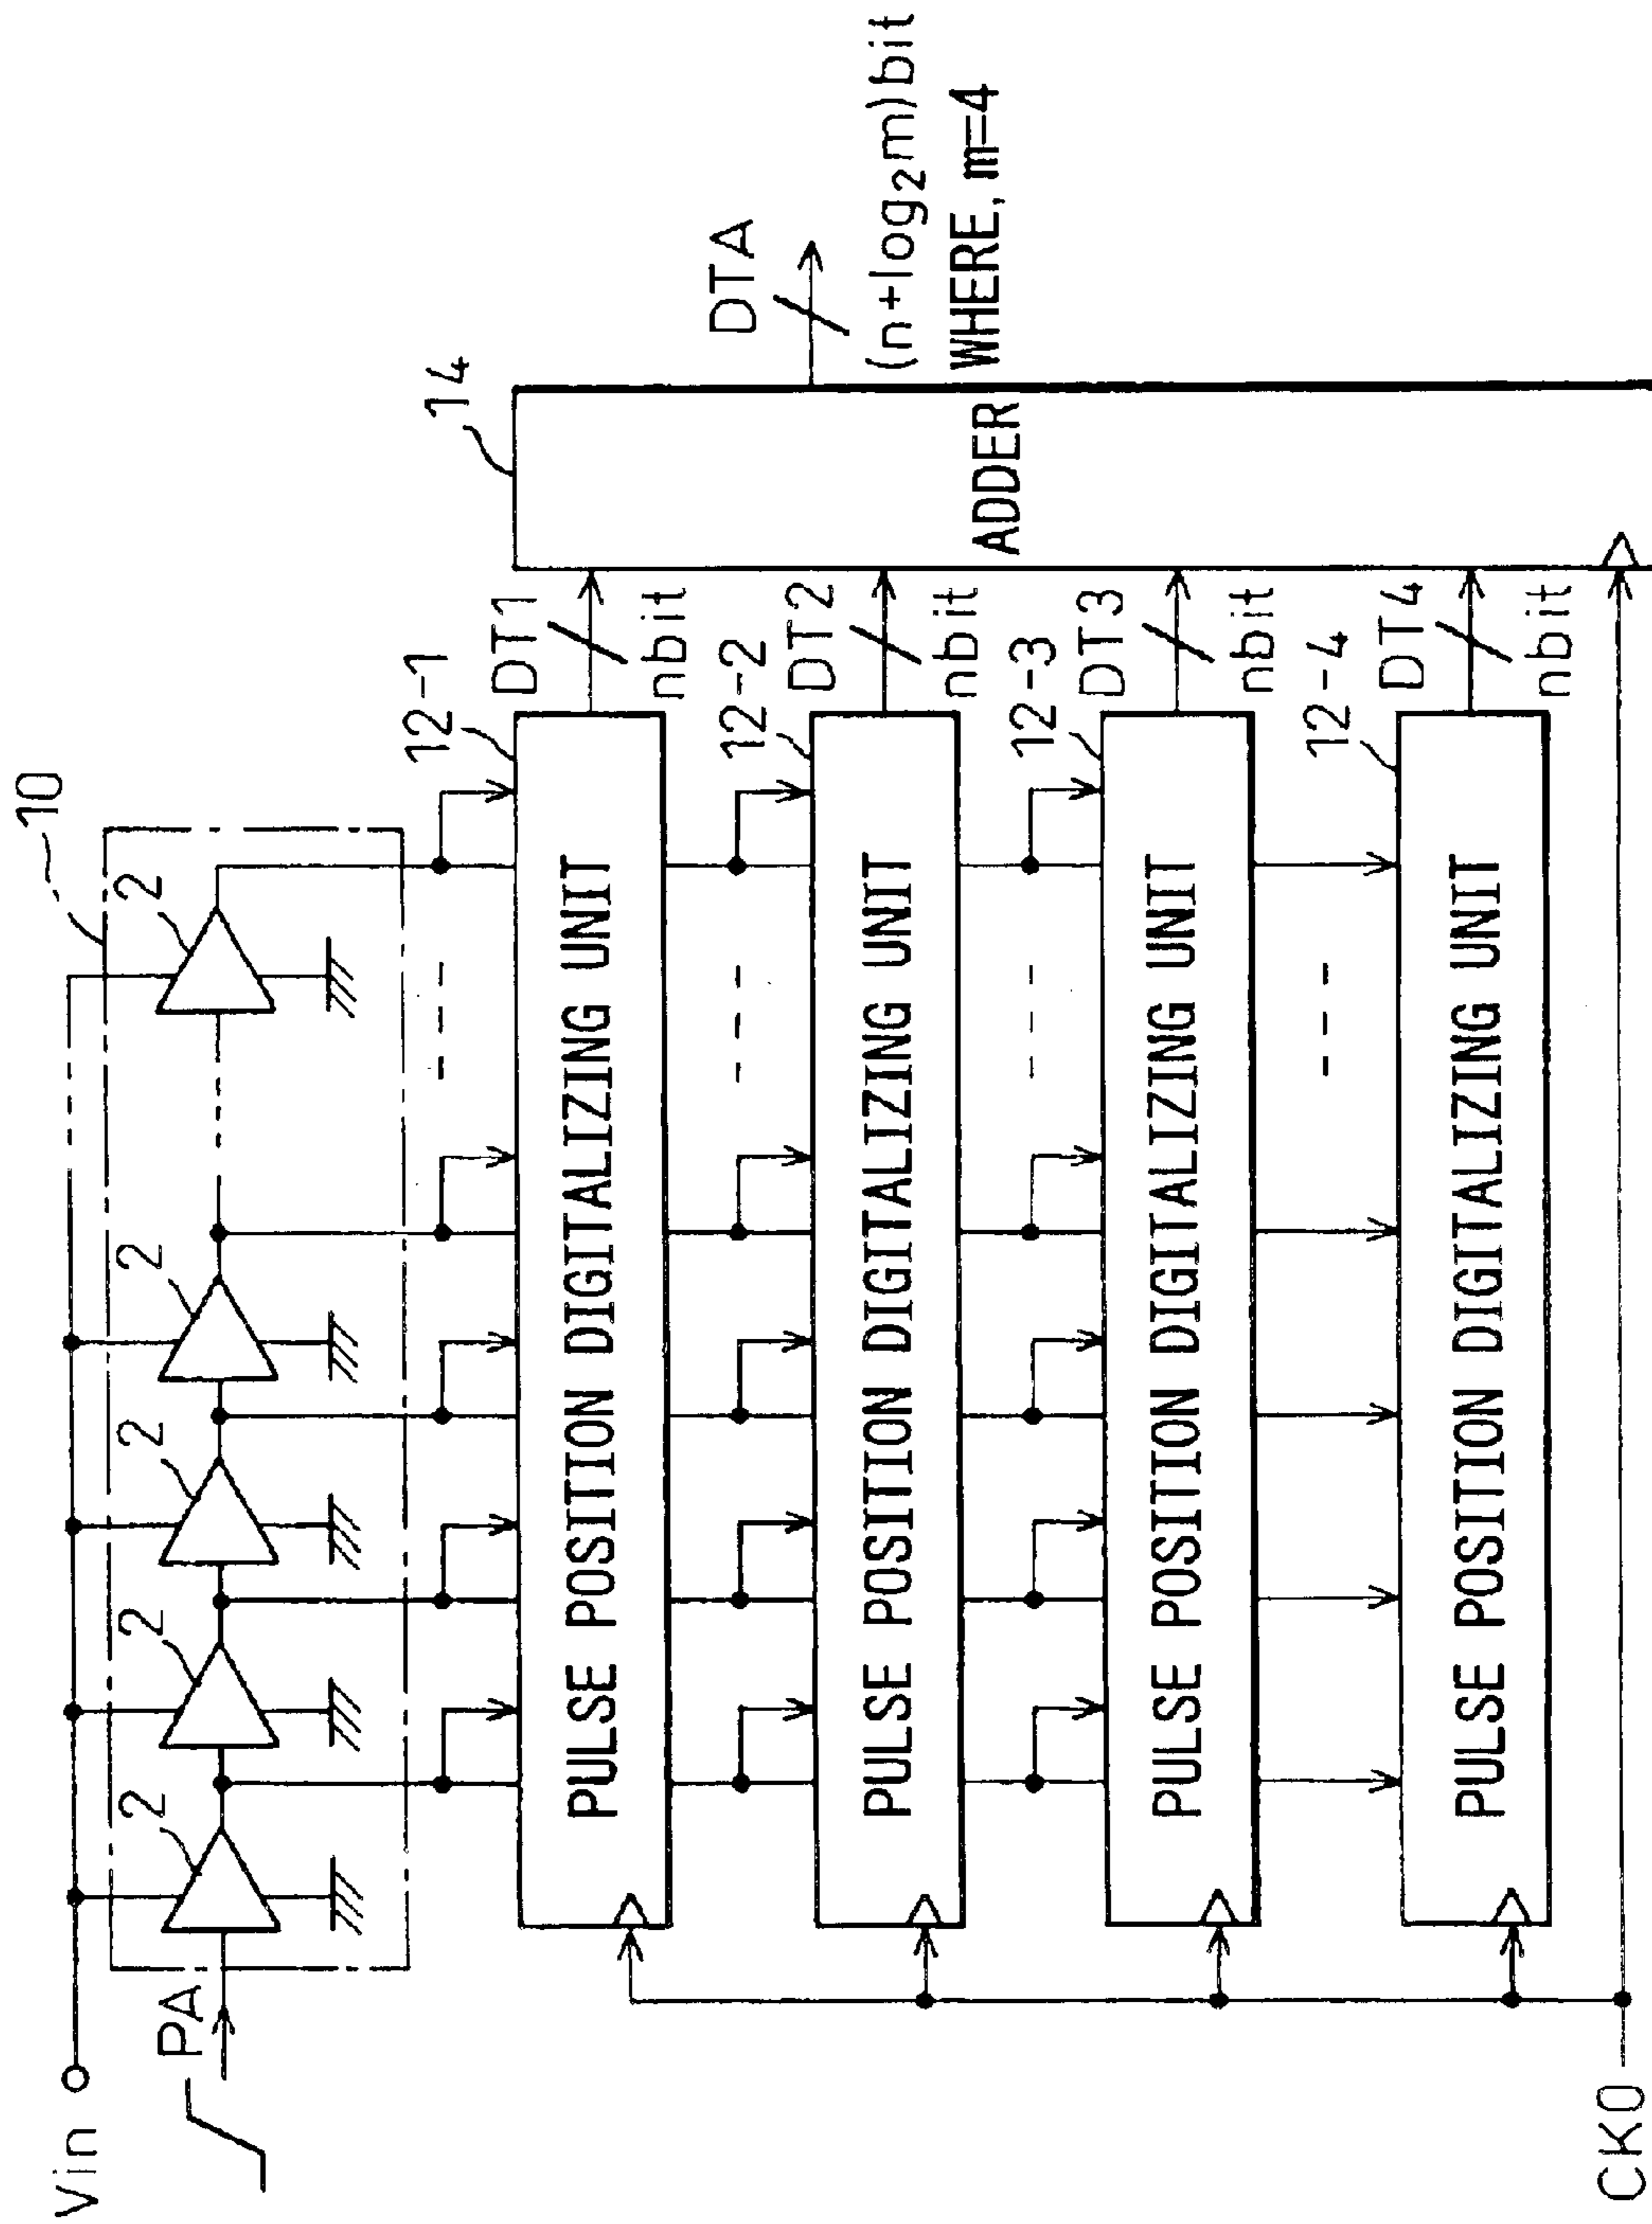 Vin
PA
10
2
2
2
2
2
12-1
PULSE POSITION DIGITALIZING UNIT
DT1
nbit
12-2
PULSE POSITION DIGITALIZING UNIT
DT2
nbit
12-3
PULSE POSITION DIGITALIZING UNIT
DT3
nbit
12-4
PULSE POSITION DIGITALIZING UNIT
DT4
nbit
14
ADDER
DTA
(n+log₂m)bit
WHERE, m=4
CK0